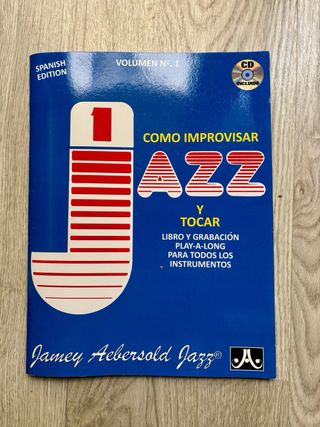 SPANISH
EDITION
VOLUMEN Nº. 1
CD
INCLUIDO
1
COMO IMPROVISAR
JAZZ
Y
TOCAR
LIBRO Y GRABACIÓN
PLAY-A-LONG
PARA TODOS LOS
INSTRUMENTOS
Jamey Aebersold Jazz®
JA